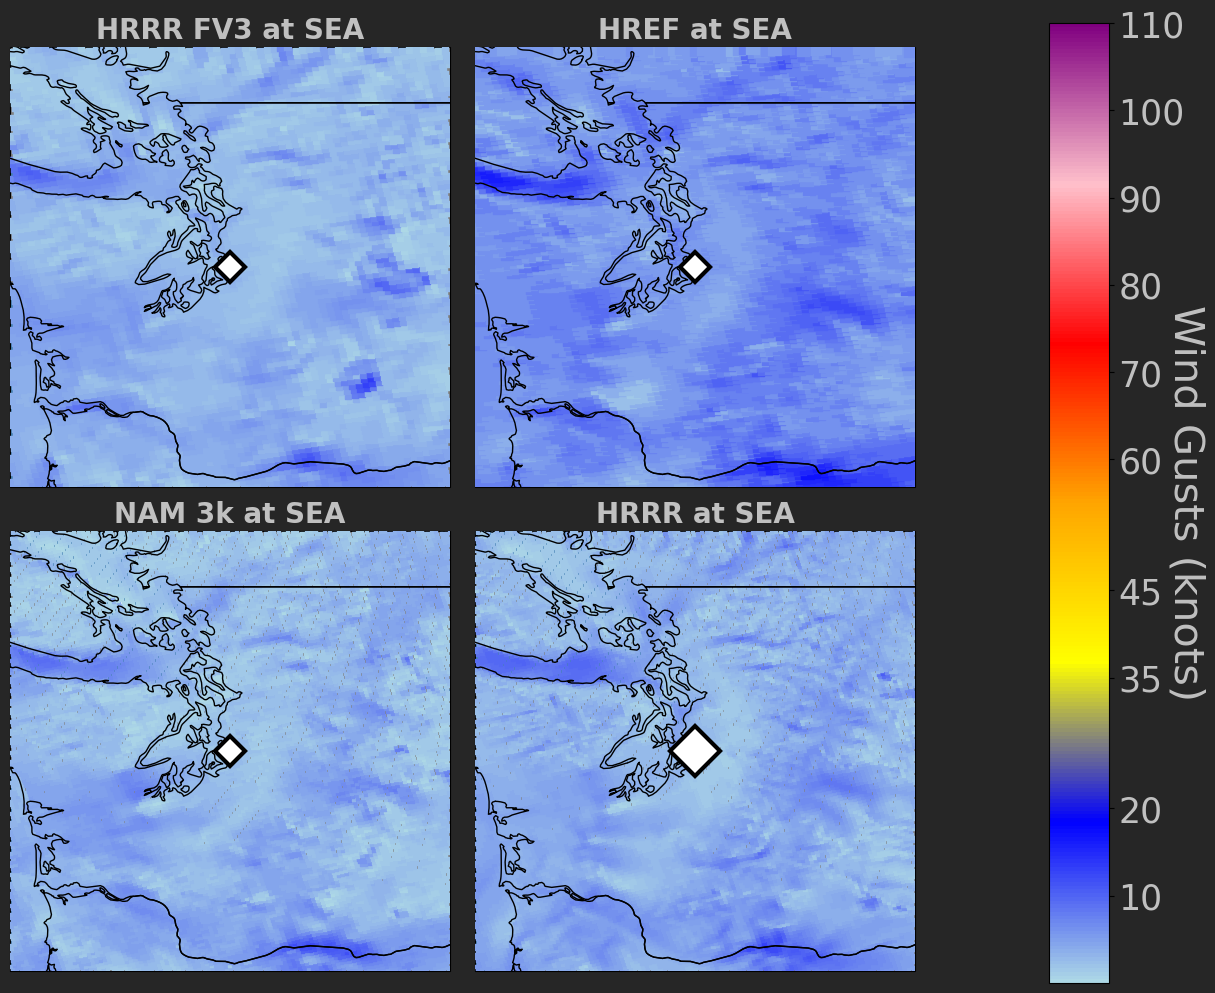 HRRR FV3 at SEA
HREF at SEA
NAM 3k at SEA
HRRR at SEA
110
100
90
80
70
60
45
35
20
10
Wind Gusts (knots)